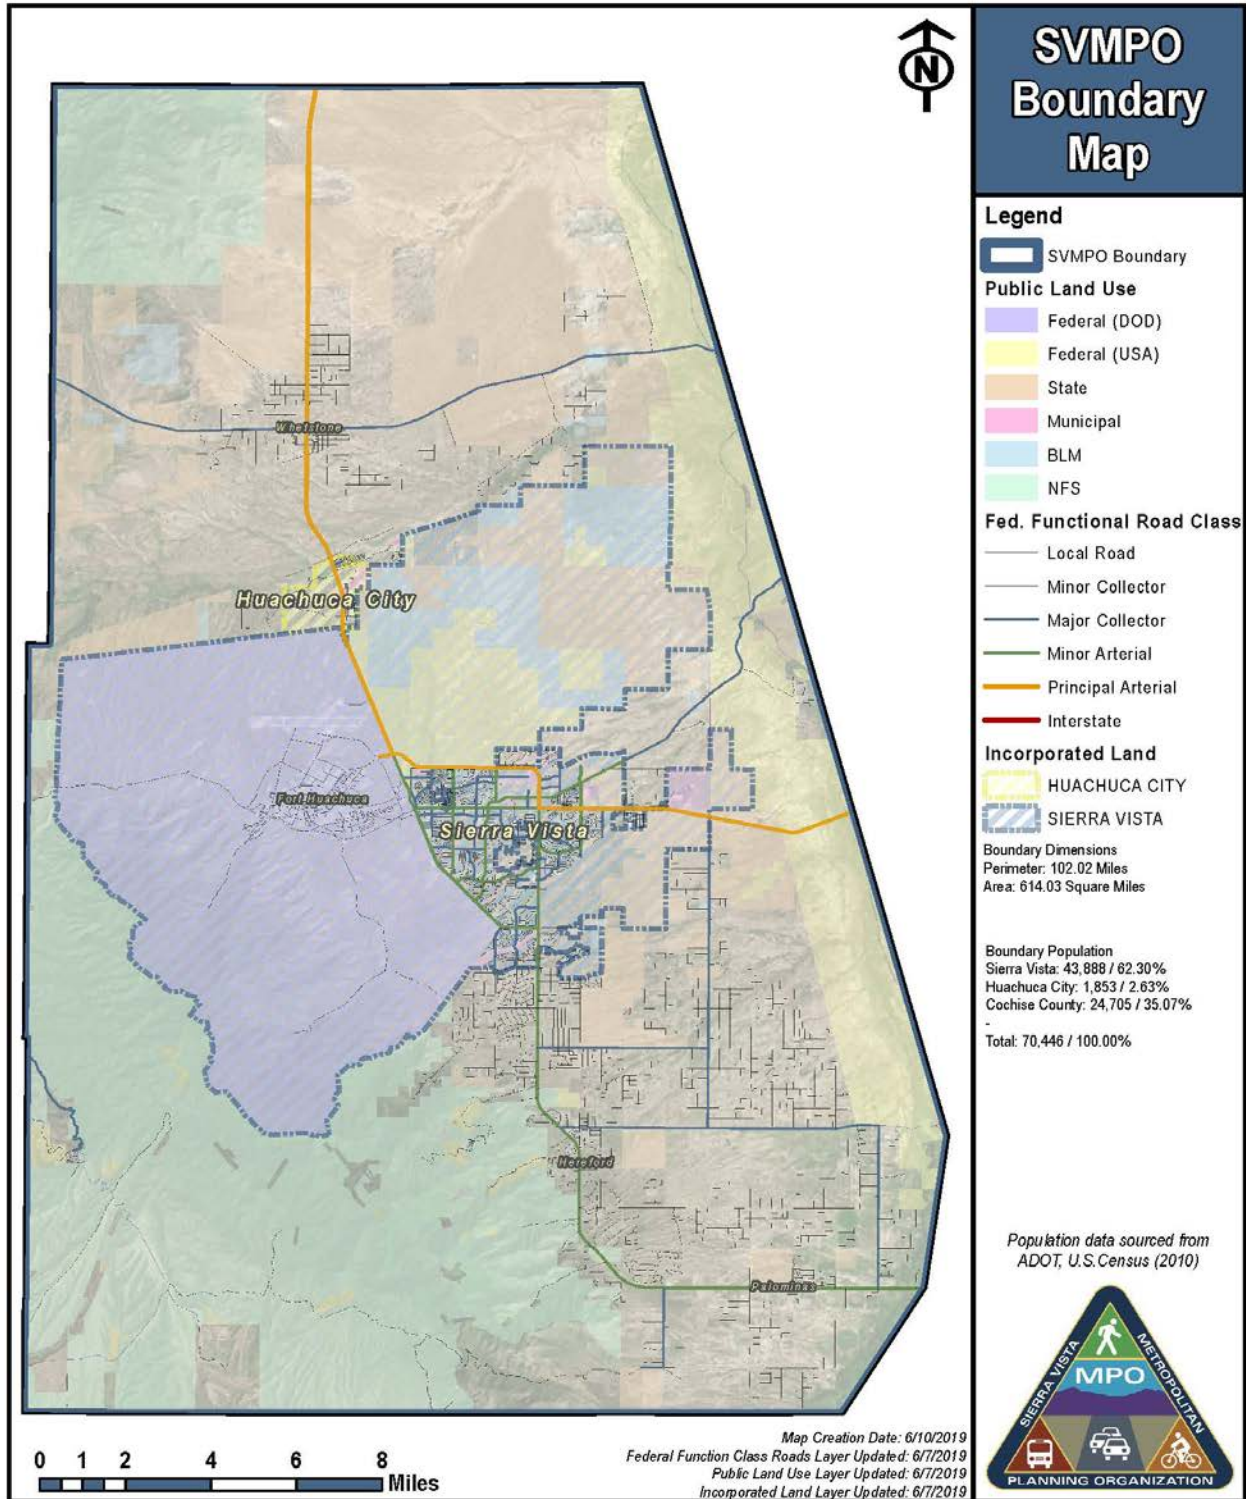 N
SVMPO
Boundary
Map
Legend
SVMPO Boundary
Public Land Use
Federal (DOD)
Federal (USA)
State
Municipal
BLM
NFS
Fed. Functional Road Class
Local Road
Minor Collector
Major Collector
Minor Arterial
Principal Arterial
Interstate
Incorporated Land
HUACHUCA CITY
SIERRA VISTA
Boundary Dimensions
Perimeter: 102.02 Miles
Area: 614.03 Square Miles
Boundary Population
Sierra Vista: 43,888 / 62.30%
Huachuca City: 1,853 / 2.63%
Cochise County: 24,705 / 35.07%
-
Total: 70,446 / 100.00%
Population data sourced from
ADOT, U.S.Census (2010)
SIERRA VISTA
METROPOLITAN
MPO
PLANNING ORGANIZATION
Whetstone
Huachuca City
Fort Huachuca
Sierra Vista
Hereford
Palominas
0 1 2 4 6 8
Miles
Map Creation Date: 6/10/2019
Federal Function Class Roads Layer Updated: 6/7/2019
Public Land Use Layer Updated: 6/7/2019
Incorporated Land Layer Updated: 6/7/2019